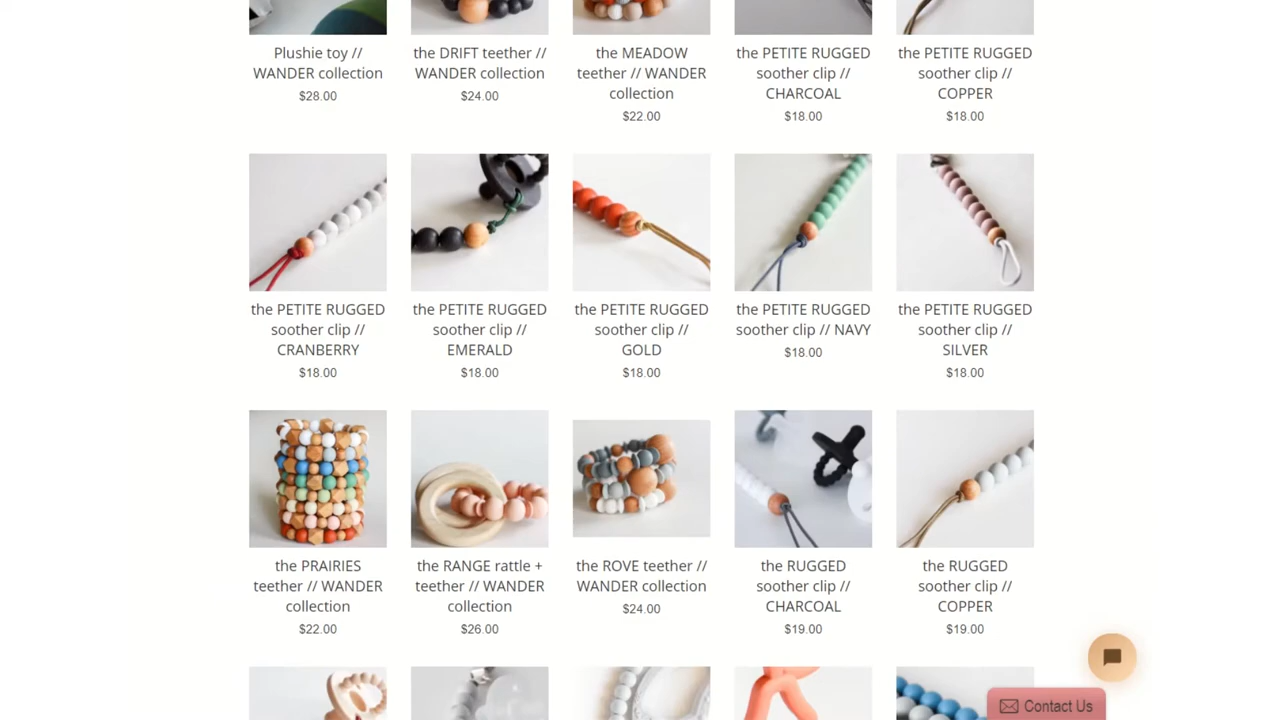 Plushie toy //
WANDER collection
$28.00
the DRIFT teether //
WANDER collection
$24.00
the MEADOW
teether // WANDER
collection
$22.00
the PETITE RUGGED
soother clip //
CHARCOAL
$18.00
the PETITE RUGGED
soother clip //
COPPER
$18.00
the PETITE RUGGED
soother clip //
CRANBERRY
$18.00
the PETITE RUGGED
soother clip //
EMERALD
$18.00
the PETITE RUGGED
soother clip //
GOLD
$18.00
the PETITE RUGGED
soother clip // NAVY
$18.00
the PETITE RUGGED
soother clip //
SILVER
$18.00
the PRAIRIES
teether // WANDER
collection
$22.00
the RANGE rattle +
teether // WANDER
collection
$26.00
the ROVE teether //
WANDER collection
$24.00
the RUGGED
soother clip //
CHARCOAL
$19.00
the RUGGED
soother clip //
COPPER
$19.00
Contact Us